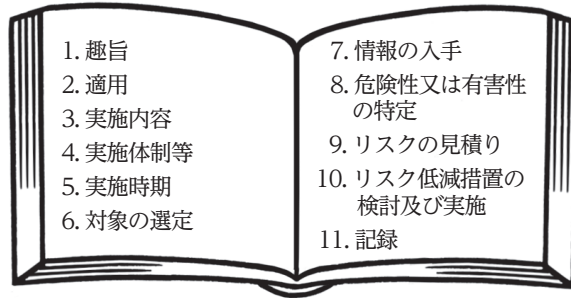 1. 趣旨
2. 適用
3. 実施内容
4. 実施体制等
5. 実施時期
6. 対象の選定
7. 情報の入手
8. 危険性又は有害性
の特定
9. リスクの見積り
10. リスク低減措置の
検討及び実施
11. 記録